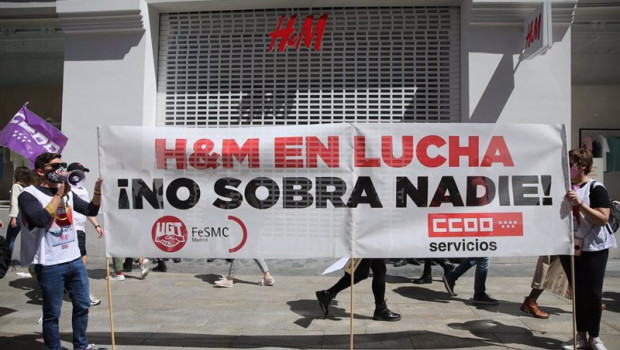 H&M
H&M
H&M EN LUCHA
¡NO SOBRA NADIE!
UGT
FeSMC
Madrid
CCOO
servicios